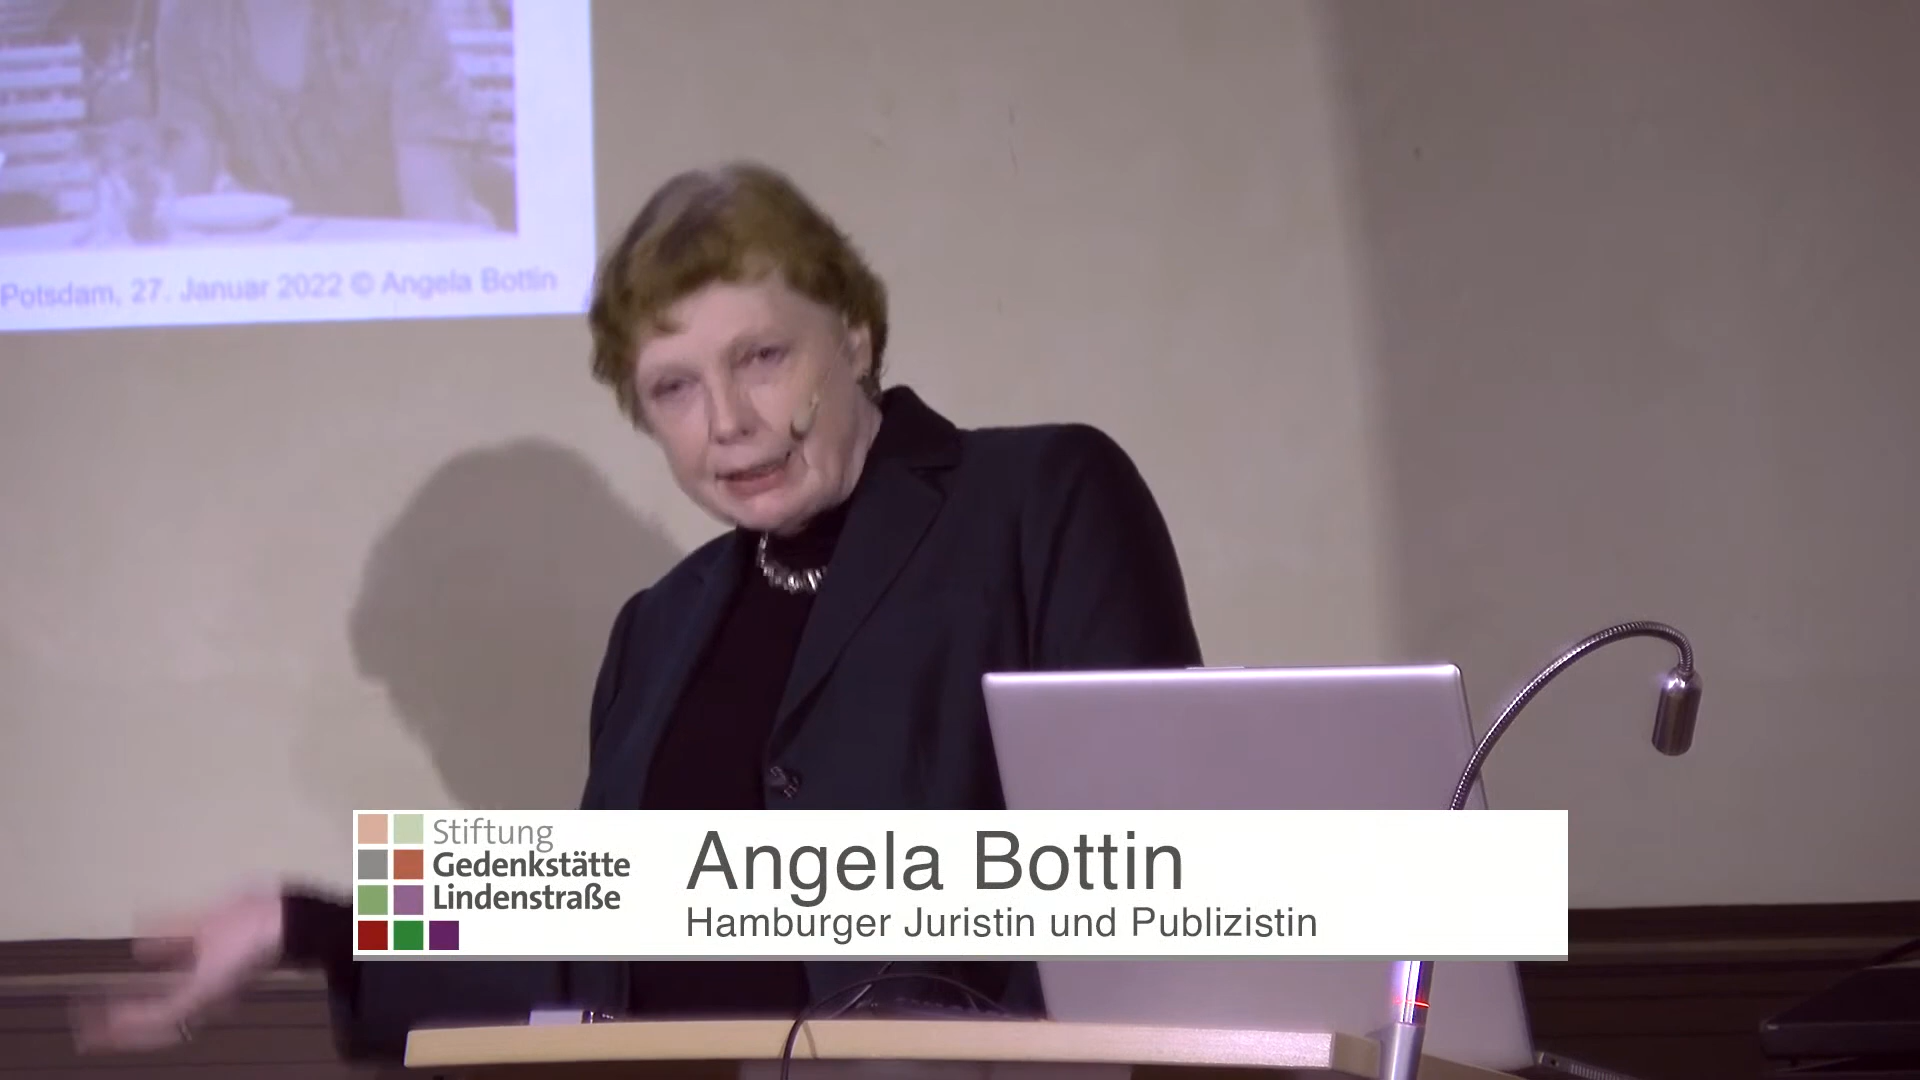 Potsdam, 27. Januar 2022 © Angela Bottin
Stiftung
Gedenkstätte
Lindenstraße
Angela Bottin
Hamburger Juristin und Publizistin